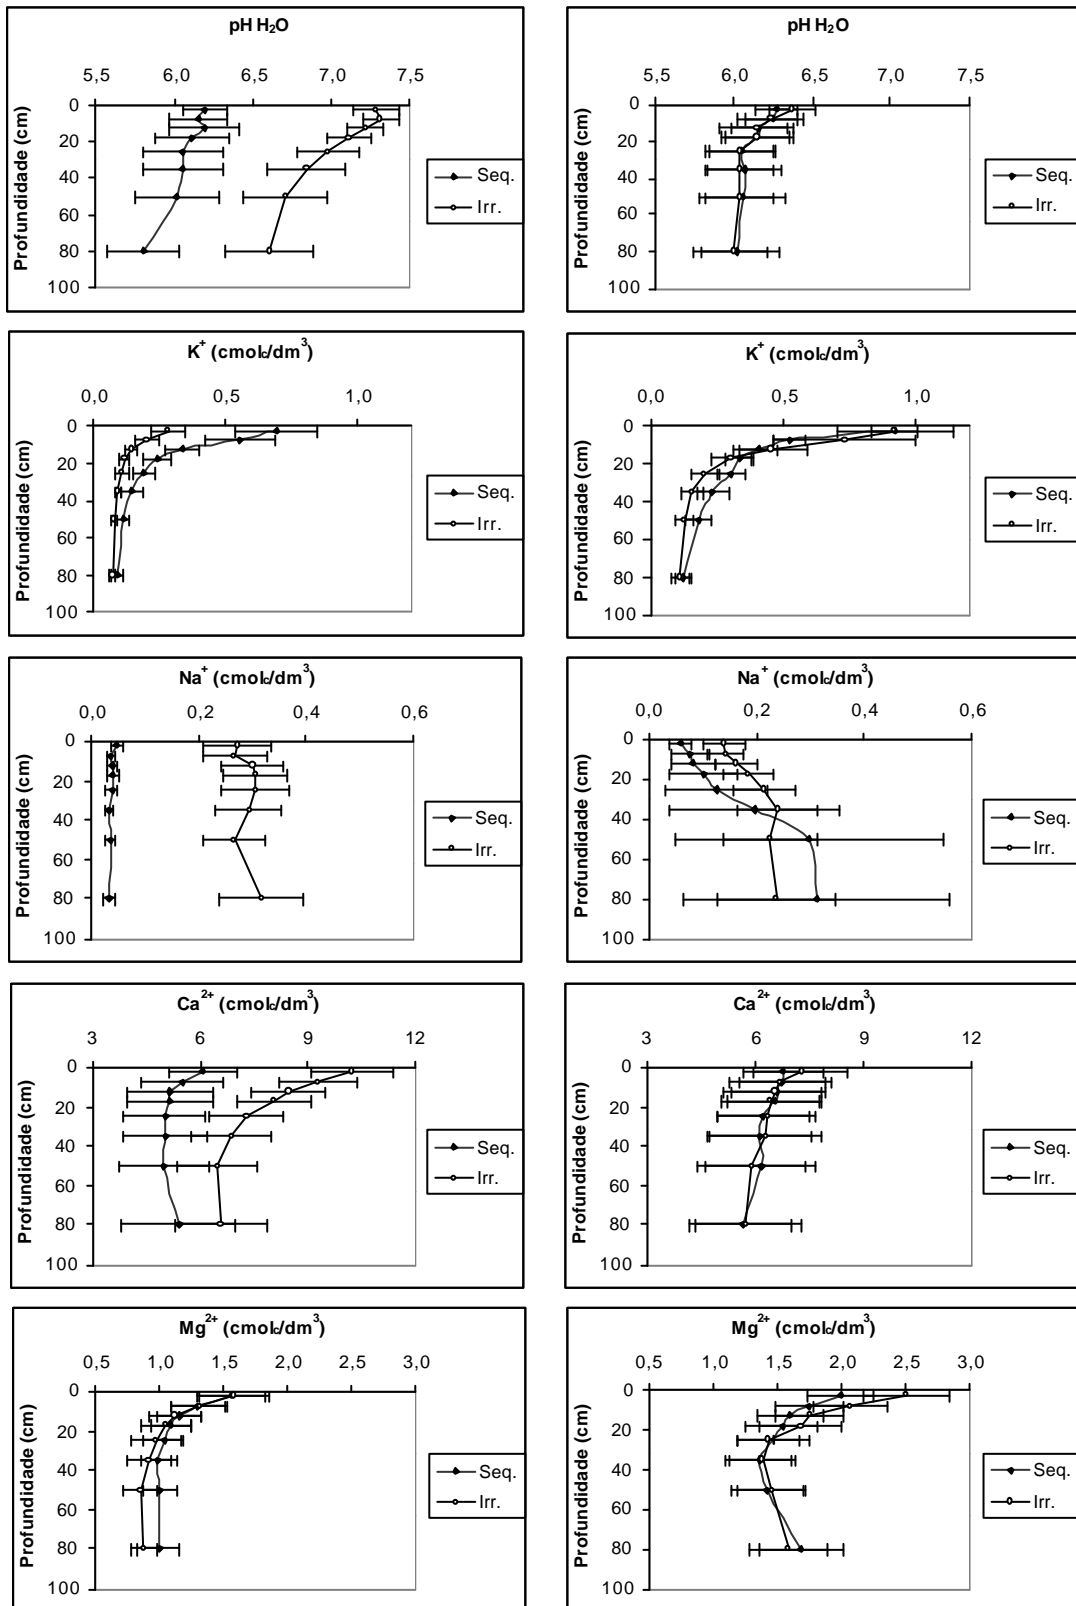 pH H₂O
5,5 6,0 6,5 7,0 7,5
Profundidade (cm)
0
20
40
60
80
100
Seq.
Irr.
pH H₂O
5,5 6,0 6,5 7,0 7,5
Profundidade (cm)
0
20
40
60
80
100
Seq.
Irr.
K⁺ (cmolc/dm³)
0,0 0,5 1,0
Profundidade (cm)
0
20
40
60
80
100
Seq.
Irr.
K⁺ (cmolc/dm³)
0,0 0,5 1,0
Profundidade (cm)
0
20
40
60
80
100
Seq.
Irr.
Na⁺ (cmolc/dm³)
0,0 0,2 0,4 0,6
Profundidade (cm)
0
20
40
60
80
100
Seq.
Irr.
Na⁺ (cmolc/dm³)
0,0 0,2 0,4 0,6
Profundidade (cm)
0
20
40
60
80
100
Seq.
Irr.
Ca²⁺ (cmolc/dm³)
3 6 9 12
Profundidade (cm)
0
20
40
60
80
100
Seq.
Irr.
Ca²⁺ (cmolc/dm³)
3 6 9 12
Profundidade (cm)
0
20
40
60
80
100
Seq.
Irr.
Mg²⁺ (cmolc/dm³)
0,5 1,0 1,5 2,0 2,5 3,0
Profundidade (cm)
0
20
40
60
80
100
Seq.
Irr.
Mg²⁺ (cmolc/dm³)
0,5 1,0 1,5 2,0 2,5 3,0
Profundidade (cm)
0
20
40
60
80
100
Seq.
Irr.